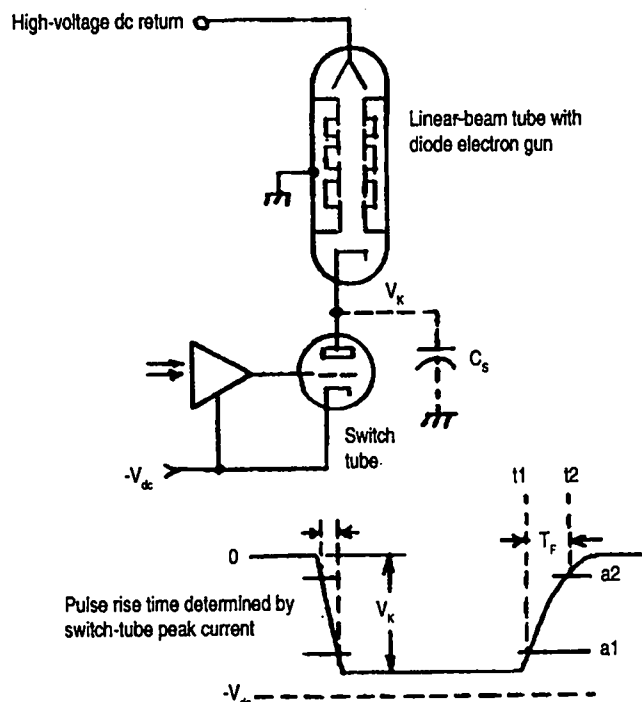 High-voltage dc return
Linear-beam tube with
diode electron gun
V_K
C_S
Switch
tube
-V_dc
t1
t2
T_F
0
a2
V_K
Pulse rise time determined by
switch-tube peak current
a1
-V_dc